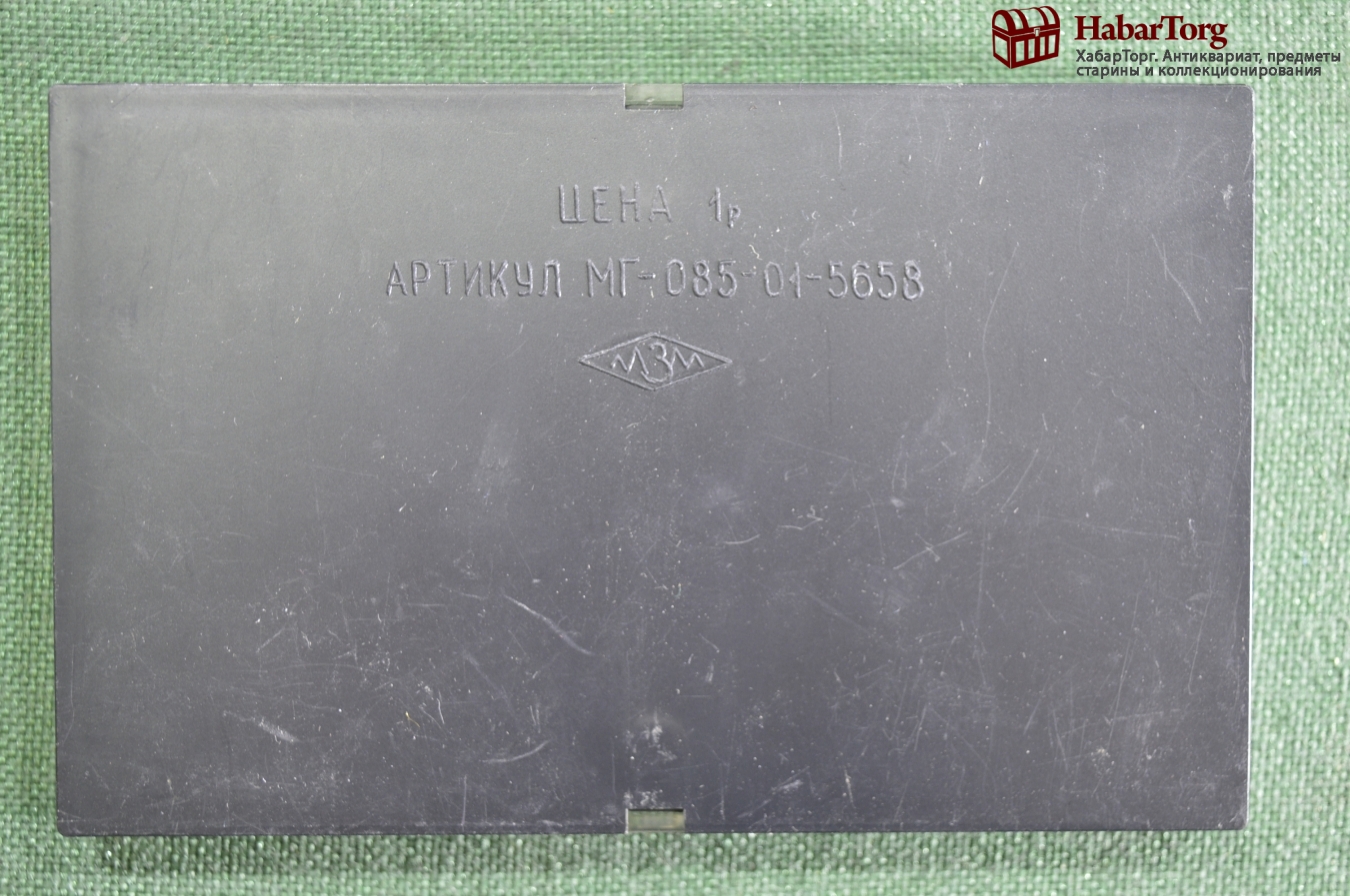 HabarTorg
ХабарТорг. Антиквариат, предметы
старины и коллекционирования
ЦЕНА 1р
АРТИКУЛ МГ-085-01-5658
МЗМ